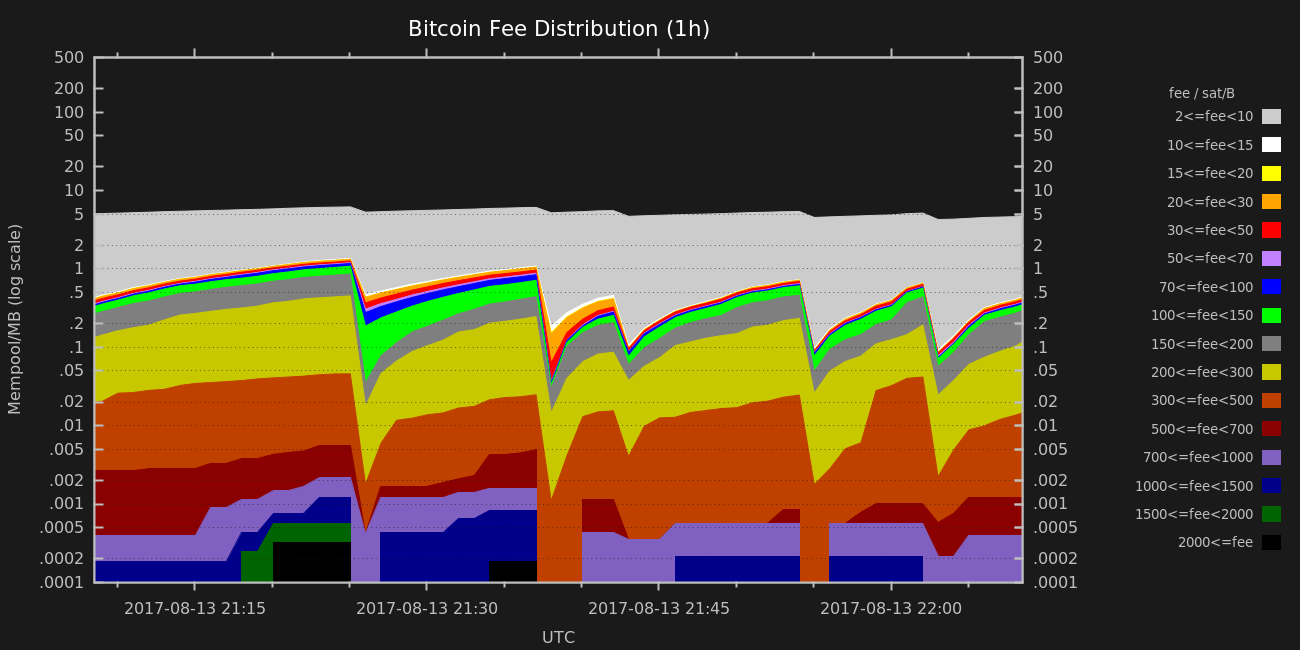 Bitcoin Fee Distribution (1h)
Mempool/MB (log scale)
500
200
100
50
20
10
5
2
1
.5
.2
.1
.05
.02
.01
.005
.002
.001
.0005
.0002
.0001
500
200
100
50
20
10
5
2
1
.5
.2
.1
.05
.02
.01
.005
.002
.001
.0005
.0002
.0001
2017-08-13 21:15
2017-08-13 21:30
2017-08-13 21:45
2017-08-13 22:00
UTC
fee / sat/B
2<=fee<10
10<=fee<15
15<=fee<20
20<=fee<30
30<=fee<50
50<=fee<70
70<=fee<100
100<=fee<150
150<=fee<200
200<=fee<300
300<=fee<500
500<=fee<700
700<=fee<1000
1000<=fee<1500
1500<=fee<2000
2000<=fee